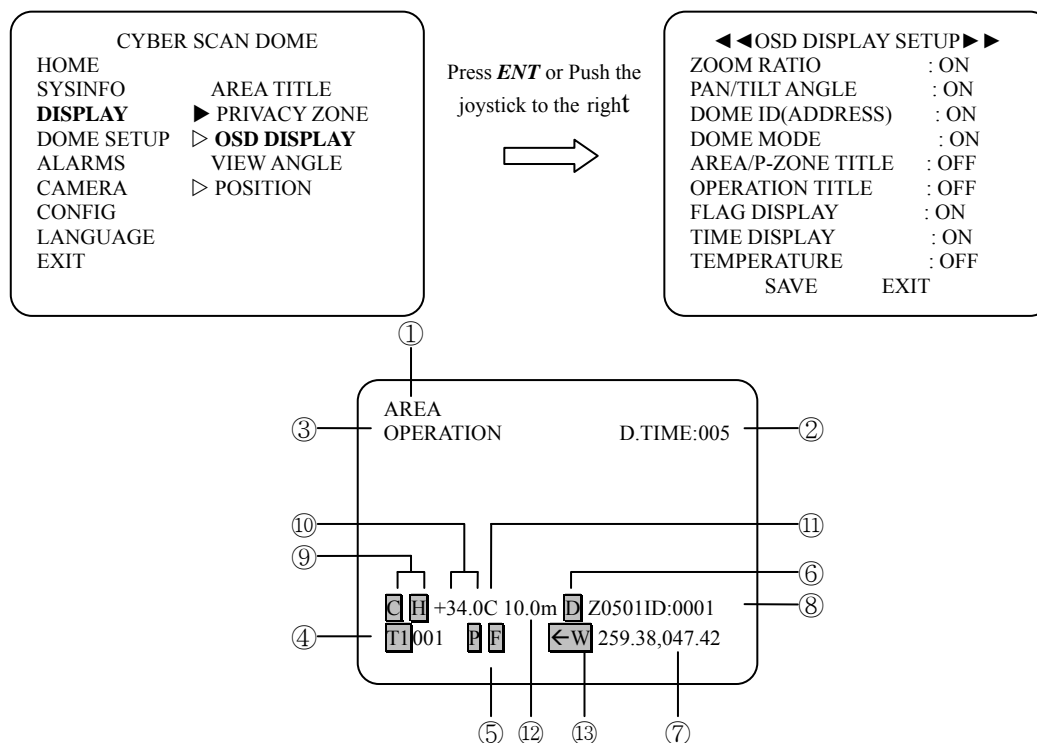 CYBER SCAN DOME
HOME
SYSINFO AREA TITLE
DISPLAY ▶ PRIVACY ZONE
DOME SETUP ▷ OSD DISPLAY
ALARMS VIEW ANGLE
CAMERA ▷ POSITION
CONFIG
LANGUAGE
EXIT
Press ENT or Push the
joystick to the right
◀◀OSD DISPLAY SETUP▶▶
ZOOM RATIO : ON
PAN/TILT ANGLE : ON
DOME ID(ADDRESS) : ON
DOME MODE : ON
AREA/P-ZONE TITLE : OFF
OPERATION TITLE : OFF
FLAG DISPLAY : ON
TIME DISPLAY : ON
TEMPERATURE : OFF
SAVE EXIT
①
AREA
③ OPERATION D.TIME:005 ②
⑩ ⑪
⑨ ⑥
C H +34.0C 10.0m D Z0501ID:0001 ⑧
④ T1 001 P F ←W 259.38,047.42
⑤ ⑫ ⑬ ⑦